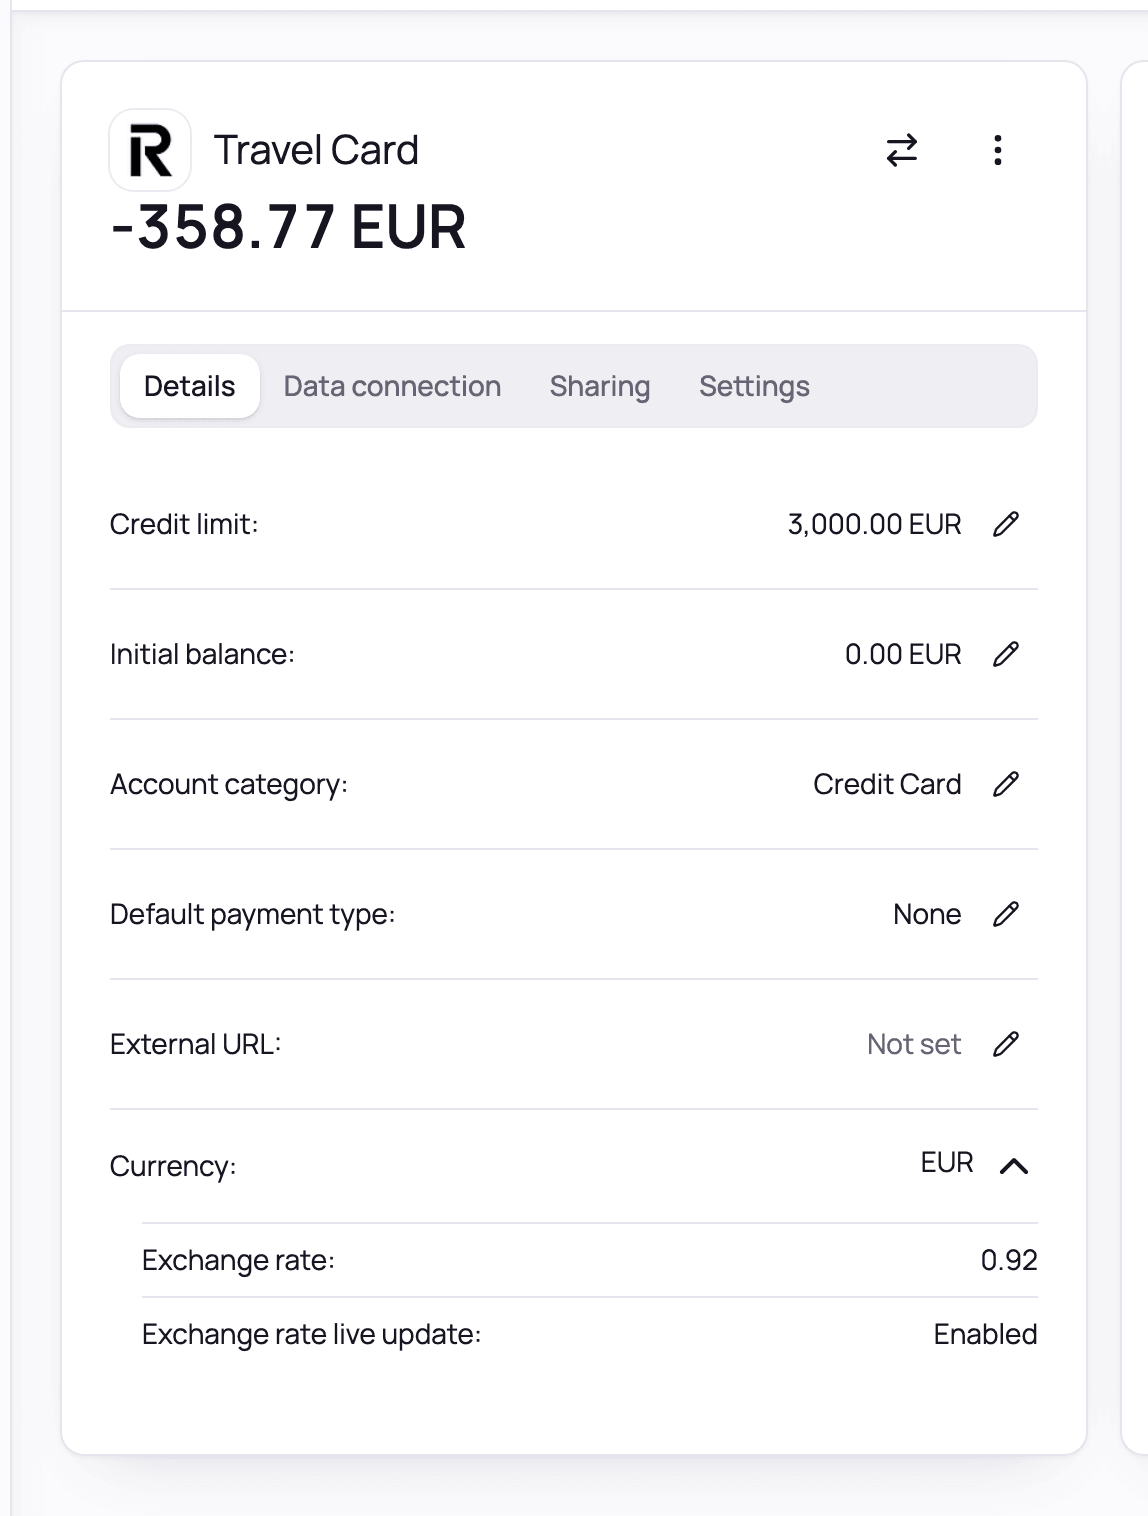 R Travel Card
-358.77 EUR
Details Data connection Sharing Settings
Credit limit: 3,000.00 EUR
Initial balance: 0.00 EUR
Account category: Credit Card
Default payment type: None
External URL: Not set
Currency: EUR
Exchange rate: 0.92
Exchange rate live update: Enabled